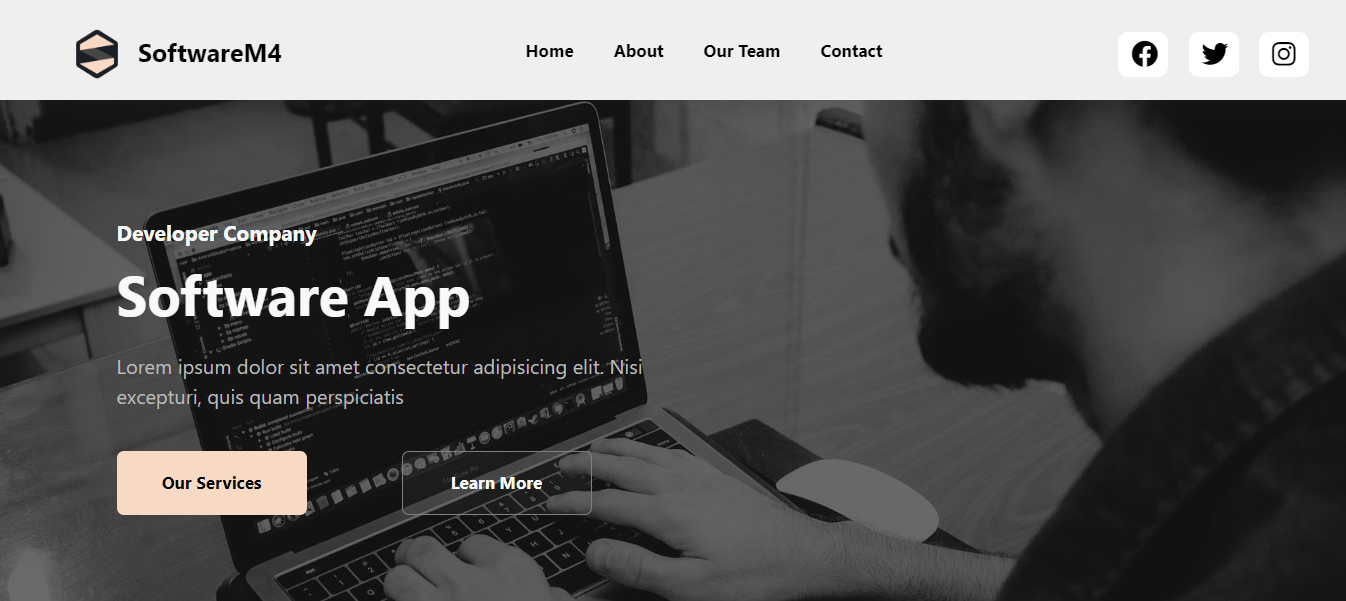 SoftwareM4
Home About Our Team Contact
Developer Company
Software App
Lorem ipsum dolor sit amet consectetur adipisicing elit. Nisi
excepturi, quis quam perspiciatis
Our Services Learn More